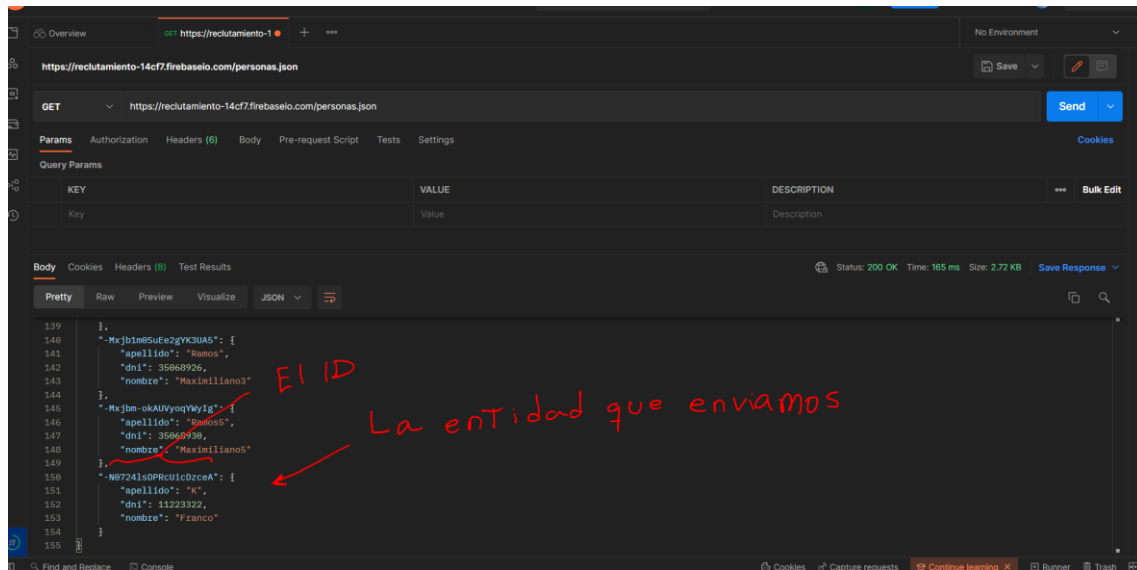 Overview
GET https://reclutamiento-1
No Environment
https://reclutamiento-14cf7.firebaseio.com/personas.json
Save
GET
https://reclutamiento-14cf7.firebaseio.com/personas.json
Send
Params Authorization Headers (6) Body Pre-request Script Tests Settings
Cookies
Query Params
KEY VALUE DESCRIPTION
Bulk Edit
Key Value Description
Body Cookies Headers (8) Test Results
Status: 200 OK Time: 165 ms Size: 2.72 KB Save Response
Pretty Raw Preview Visualize JSON
139 },
140 "-Mxjb1m0SuEe2gYK3UA5": {
141 "apellido": "Ramos",
142 "dni": 35068926,
143 "nombre": "Maximiliano3"
144 },
El ID
145 "-Mxjbm-okAUVyoqYWyIg": {
146 "apellido": "Ramos5",
147 "dni": 35068930,
148 "nombre": "Maximiliano5"
La entidad que enviamos
149 },
150 "-N0724lsDPRcUicDzceA": {
151 "apellido": "K",
152 "dni": 11223322,
153 "nombre": "Franco"
154 }
155 }
Find and Replace Console
Cookies Capture requests Continue learning Runner Trash